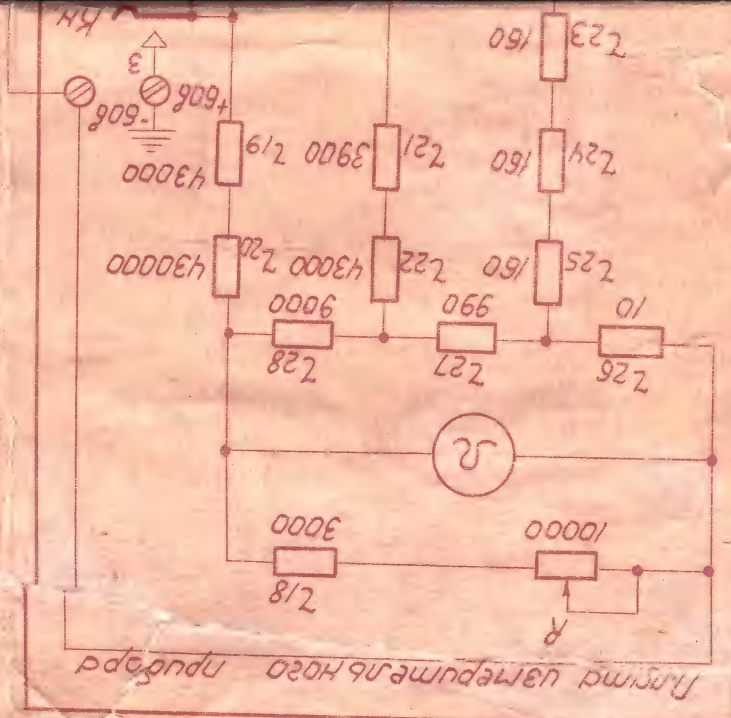 Плата измерительного прибора
R
r18
10000 3000
Ω
r26 r27 r28
10 990 9000
r25 160 r22 43000 r20 430000
r24 160 r21 3900 r19 43000
+60в -60в
З
r23 160
Кн